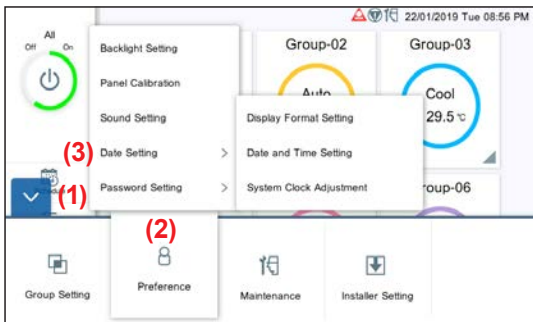 22/01/2019 Tue 08:56 PM
All
Off On
Backlight Setting
Panel Calibration
Sound Setting
(3) Date Setting >
Password Setting >
Display Format Setting
Date and Time Setting
System Clock Adjustment
Group-02
Auto
Group-03
Cool
29.5 °C
(1)
roup-06
(2)
Group Setting
Preference
Maintenance
Installer Setting